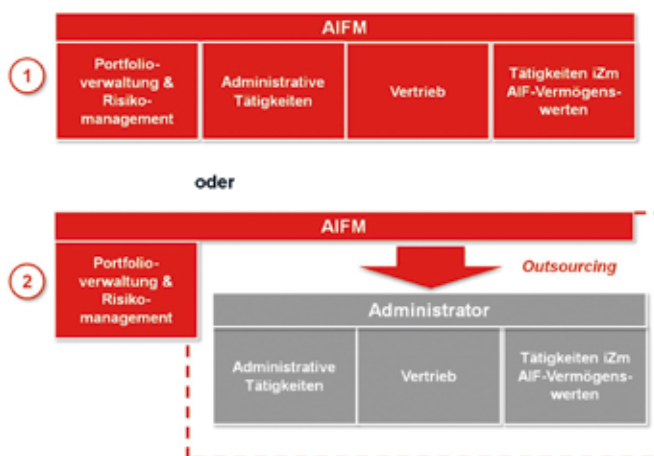 AIFM
1
Portfolio-
verwaltung &
Risiko-
management
Administrative
Tätigkeiten
Vertrieb
Tätigkeiten iZm
AIF-Vermögens-
werten
oder
AIFM
2
Portfolio-
verwaltung &
Risiko-
management
Outsourcing
Administrator
Administrative
Tätigkeiten
Vertrieb
Tätigkeiten iZm
AIF-Vermögens-
werten